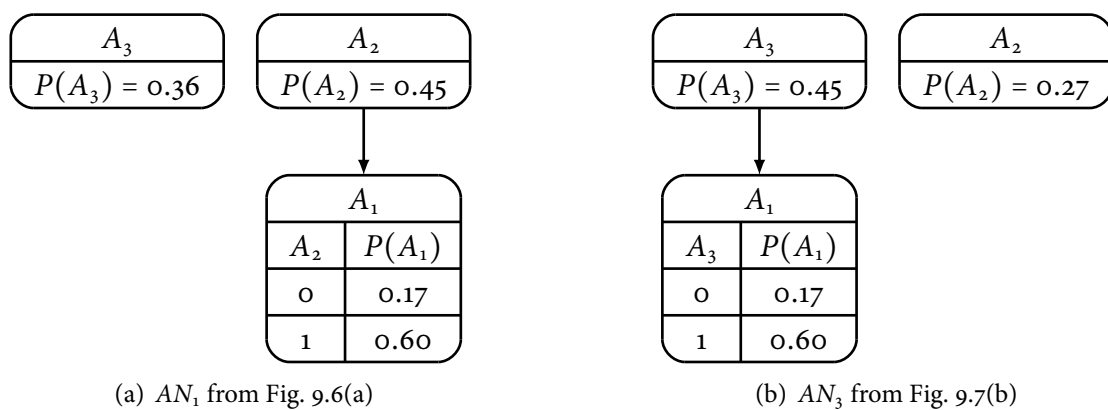 A₃
P(A₃) = 0.36
A₂
P(A₂) = 0.45
A₁
A₂ P(A₁)
0 0.17
1 0.60
(a) AN₁ from Fig. 9.6(a)
A₃
P(A₃) = 0.45
A₂
P(A₂) = 0.27
A₁
A₃ P(A₁)
0 0.17
1 0.60
(b) AN₃ from Fig. 9.7(b)